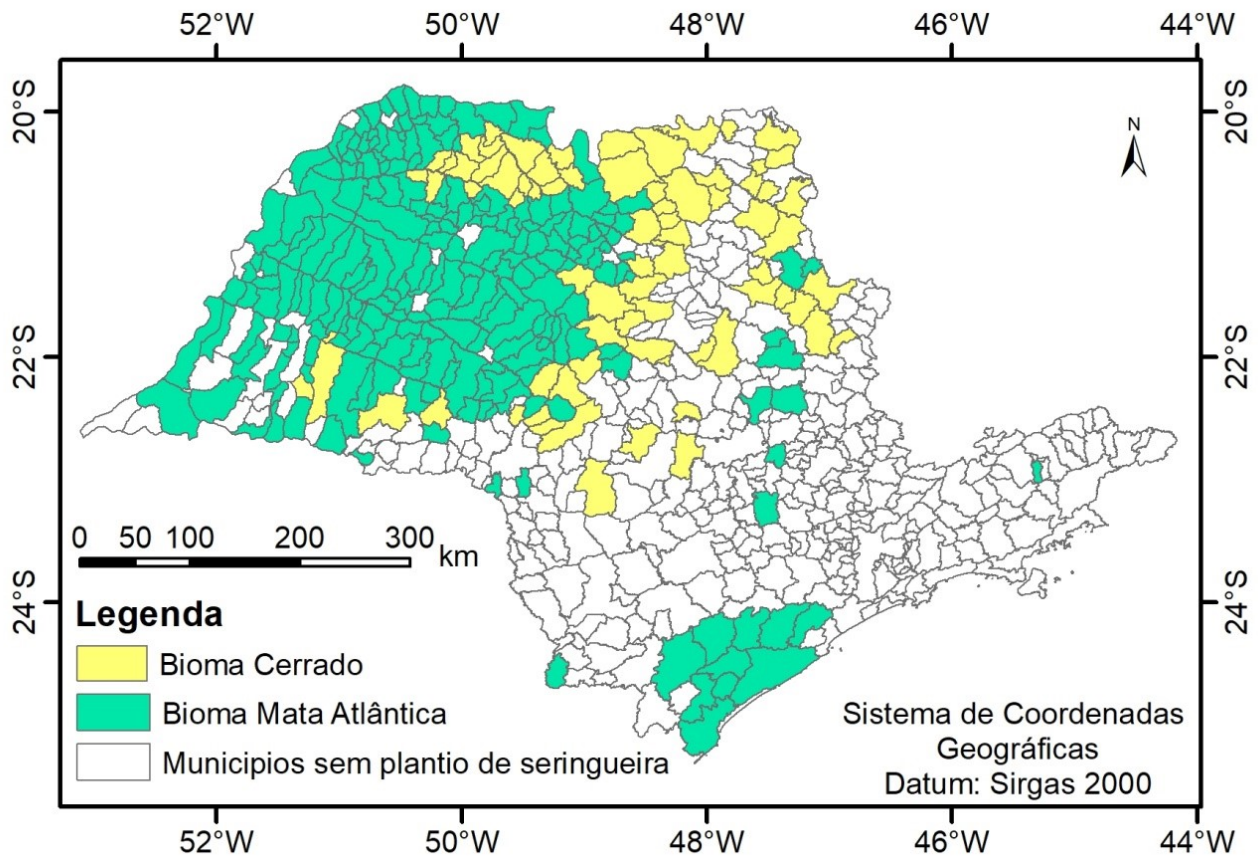 52°W 50°W 48°W 46°W 44°W
20°S 20°S
N
22°S 22°S
0 50 100 200 300 km
24°S 24°S
Legenda
Bioma Cerrado
Bioma Mata Atlântica
Municipios sem plantio de seringueira
Sistema de Coordenadas
Geográficas
Datum: Sirgas 2000
52°W 50°W 48°W 46°W 44°W